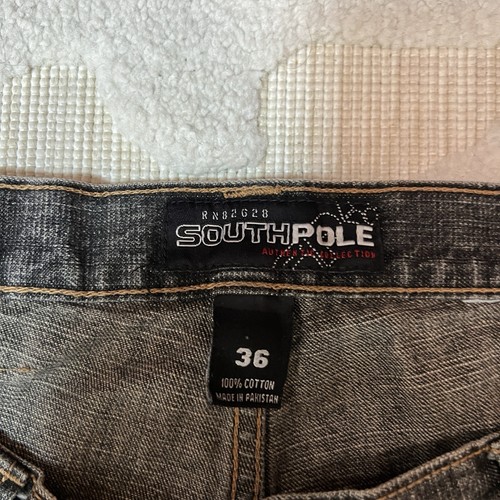 RN82628
SOUTHPOLE
AUTHENTIC COLLECTION
36
100% COTTON
MADE IN PAKISTAN